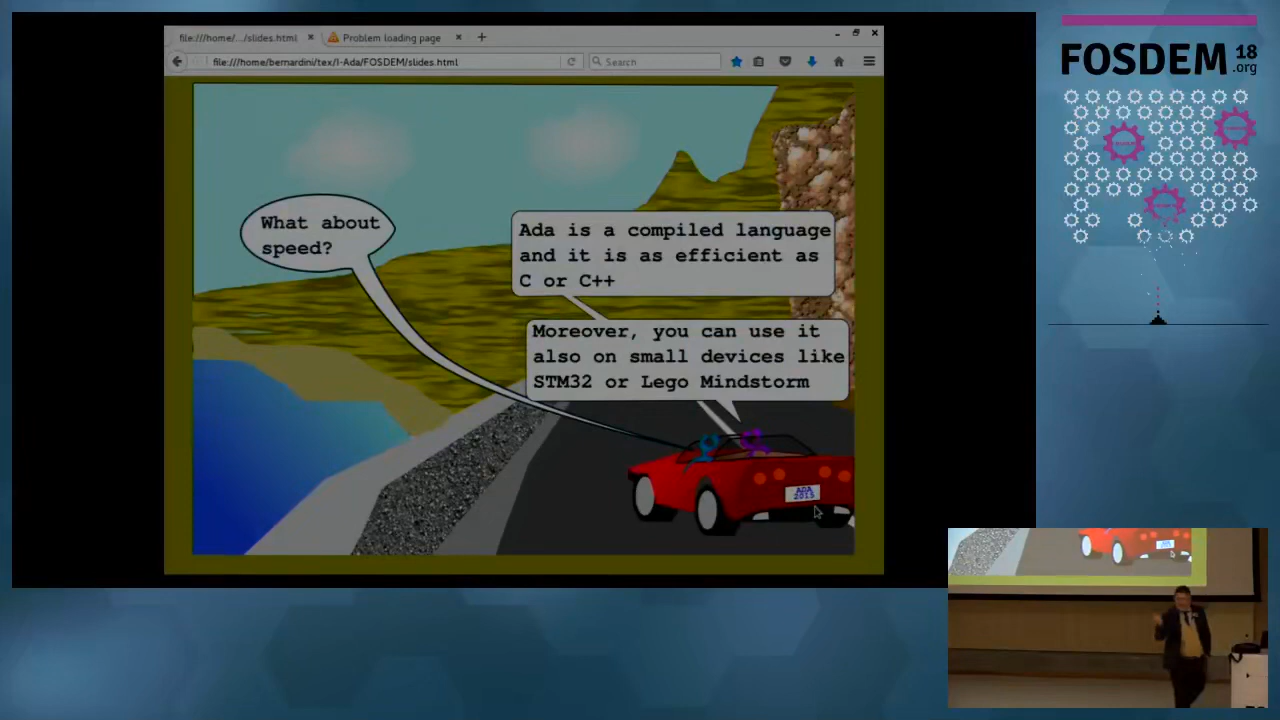 file:///home/.../slides.html
Problem loading page
file:///home/bernardini/tex/I-Ada/FOSDEM/slides.html
Search
What about
speed?
Ada is a compiled language
and it is as efficient as
C or C++
Moreover, you can use it
also on small devices like
STM32 or Lego Mindstorm
ADA
2015
FOSDEM 18
.org